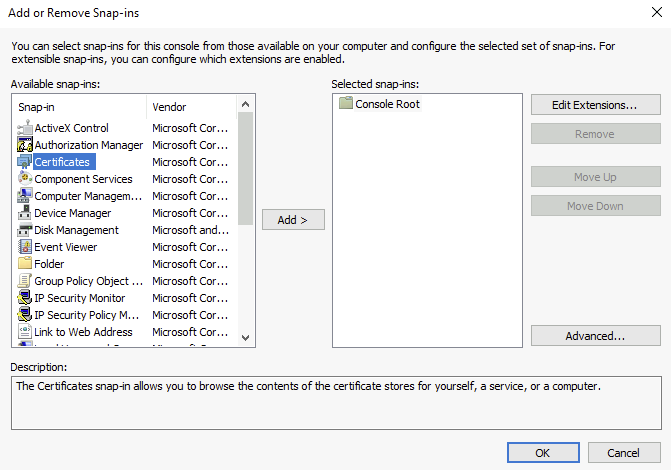 Add or Remove Snap-ins
You can select snap-ins for this console from those available on your computer and configure the selected set of snap-ins. For
extensible snap-ins, you can configure which extensions are enabled.
Available snap-ins:
Selected snap-ins:
Snap-in Vendor
ActiveX Control Microsoft Cor...
Authorization Manager Microsoft Cor...
Certificates Microsoft Cor...
Component Services Microsoft Cor...
Computer Managem... Microsoft Cor...
Device Manager Microsoft Cor...
Disk Management Microsoft and...
Event Viewer Microsoft Cor...
Folder Microsoft Cor...
Group Policy Object ... Microsoft Cor...
IP Security Monitor Microsoft Cor...
IP Security Policy M... Microsoft Cor...
Link to Web Address Microsoft Cor...
Add >
Console Root
Edit Extensions...
Remove
Move Up
Move Down
Advanced...
Description:
The Certificates snap-in allows you to browse the contents of the certificate stores for yourself, a service, or a computer.
OK
Cancel